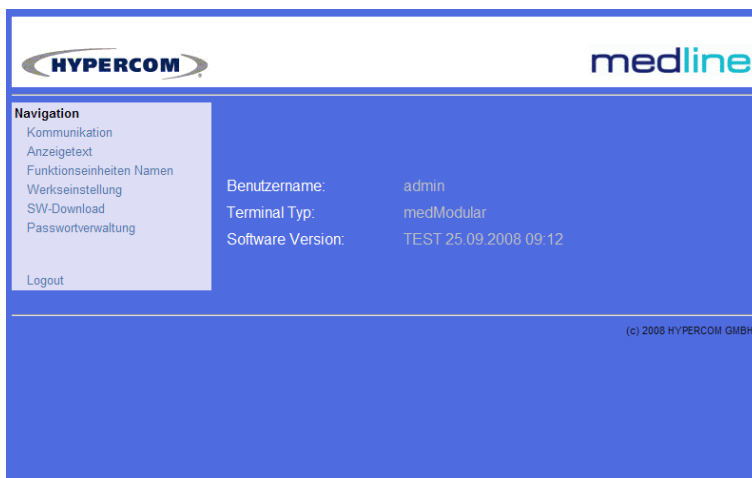 HYPERCOM
medline
Navigation
Kommunikation
Anzeigetext
Funktionseinheiten Namen
Werkseinstellung
SW-Download
Passwortverwaltung
Logout
Benutzername: admin
Terminal Typ: medModular
Software Version: TEST 25.09.2008 09:12
(c) 2008 HYPERCOM GMBH